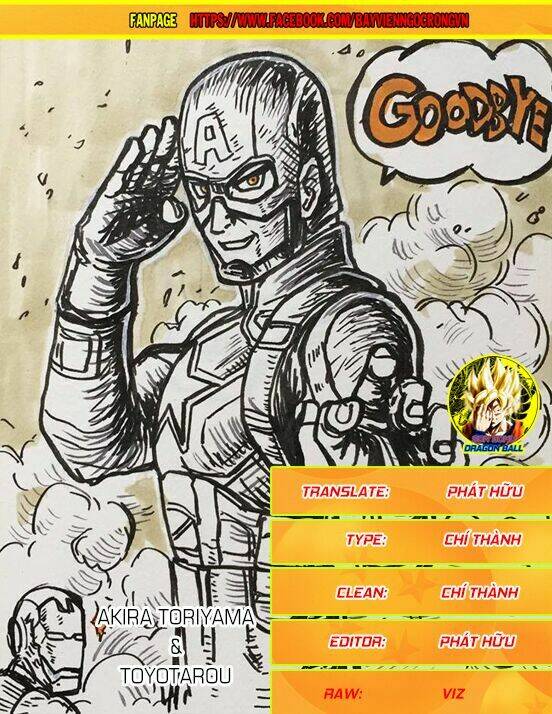 FANPAGE HTTPS://WWW.FACEBOOK.COM/BAYVIENNGOCRONGVN
GOODBYE
A
DRAGON BALL
TRANSLATE: PHÁT HỮU
TYPE: CHÍ THÀNH
CLEAN: CHÍ THÀNH
EDITOR: PHÁT HỮU
RAW: VIZ
AKIRA TORIYAMA
&
TOYOTAROU